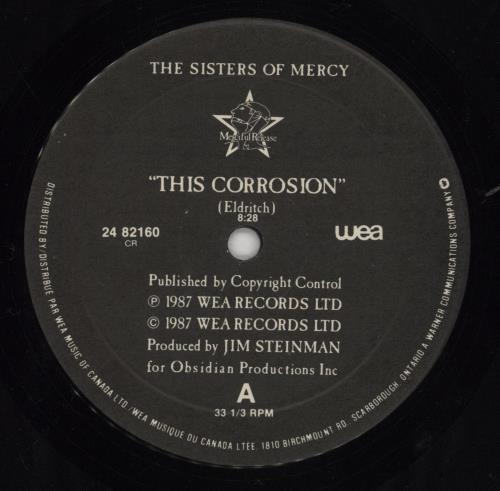 THE SISTERS OF MERCY
Merciful Release
"THIS CORROSION"
(Eldritch)
8:28
24 82160
CR
wea
Published by Copyright Control
Ⓟ 1987 WEA RECORDS LTD
© 1987 WEA RECORDS LTD
Produced by JIM STEINMAN
for Obsidian Productions Inc
A
33 1/3 RPM
DISTRIBUTED BY/DISTRIBUE PAR WEA MUSIC OF CANADA LTD./WEA MUSIQUE DU CANADA LTÉE. 1810 BIRCHMOUNT RD., SCARBOROUGH, ONTARIO A WARNER COMMUNICATIONS COMPANY